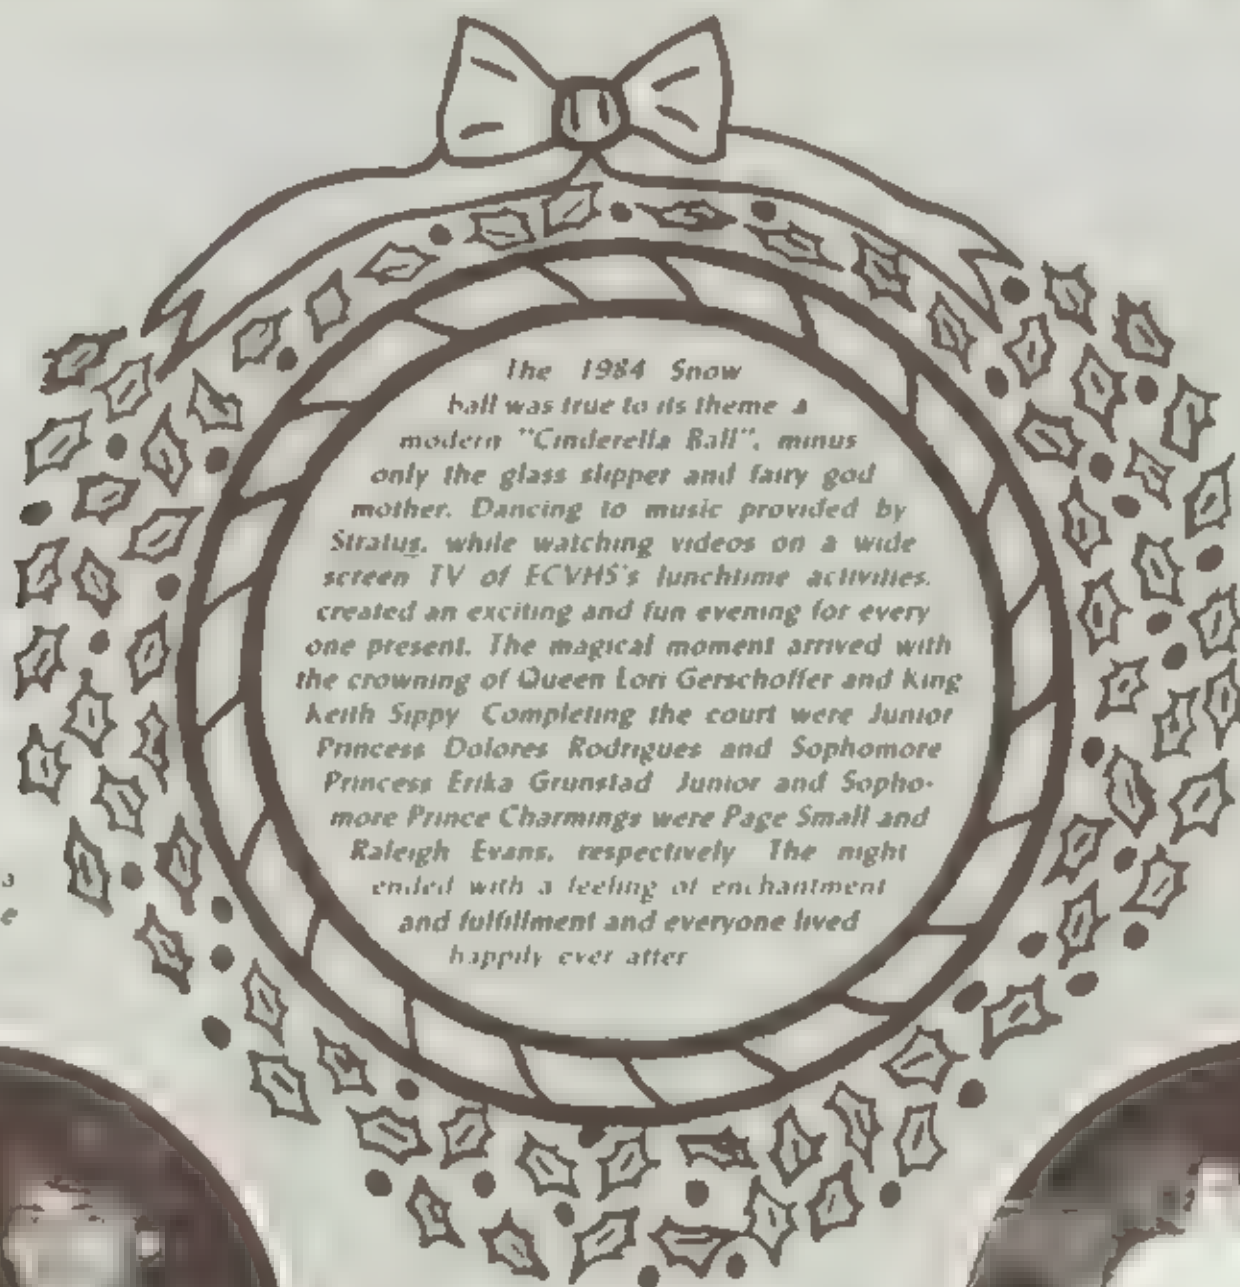 The 1984 Snow
ball was true to its theme a
modern "Cinderella Ball", minus
only the glass slipper and fairy god
mother. Dancing to music provided by
Stratus, while watching videos on a wide
screen TV of ECVHS's lunchtime activities,
created an exciting and fun evening for every
one present. The magical moment arrived with
the crowning of Queen Lori Gerschoffer and King
Keith Sippy Completing the court were Junior
Princess Dolores Rodrigues and Sophomore
Princess Erika Grunstad Junior and Sopho-
more Prince Charmings were Page Small and
Raleigh Evans, respectively The night
ended with a feeling of enchantment
and fulfillment and everyone lived
happily ever after
a
e